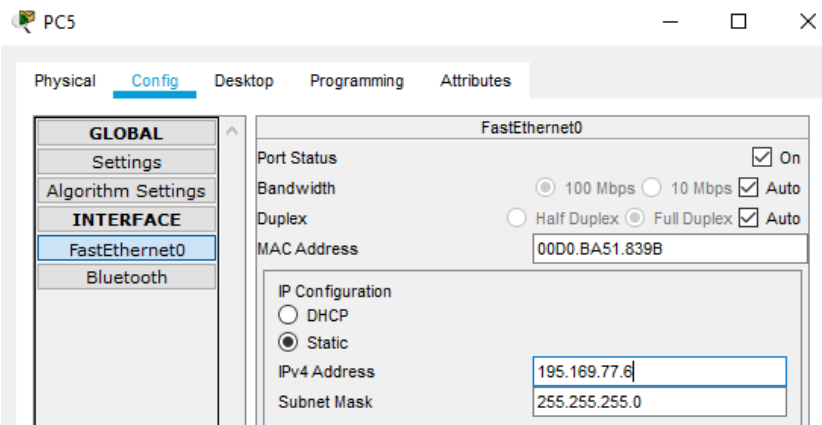 PC5
Physical Config Desktop Programming Attributes
GLOBAL
Settings
Algorithm Settings
INTERFACE
FastEthernet0
Bluetooth
FastEthernet0
Port Status On
Bandwidth 100 Mbps 10 Mbps Auto
Duplex Half Duplex Full Duplex Auto
MAC Address 00D0.BA51.839B
IP Configuration
DHCP
Static
IPv4 Address 195.169.77.6
Subnet Mask 255.255.255.0